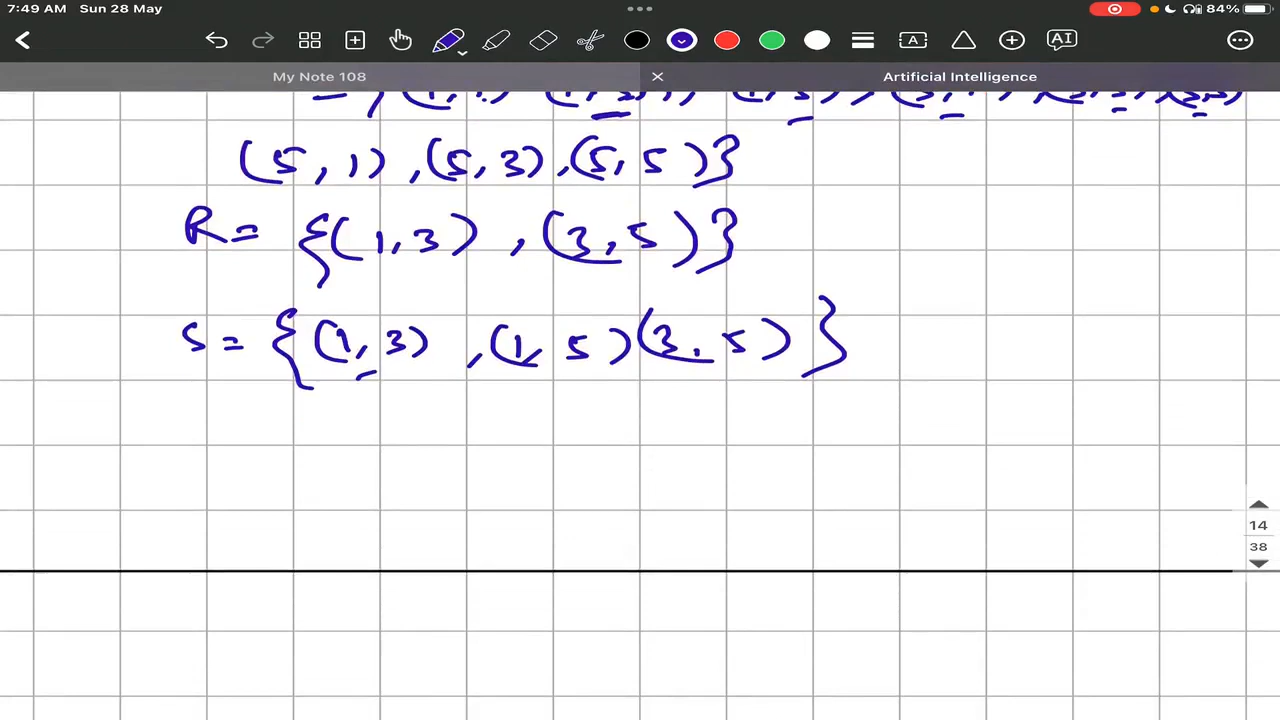 7:49 AM Sun 28 May
84%
A
AI
My Note 108
Artificial Intelligence
(5, 1) , (5, 3) , (5, 5)}
R = {(1, 3) , (3, 5)}
S = {(1, 3) , (1, 5) (3, 5)}
14
38